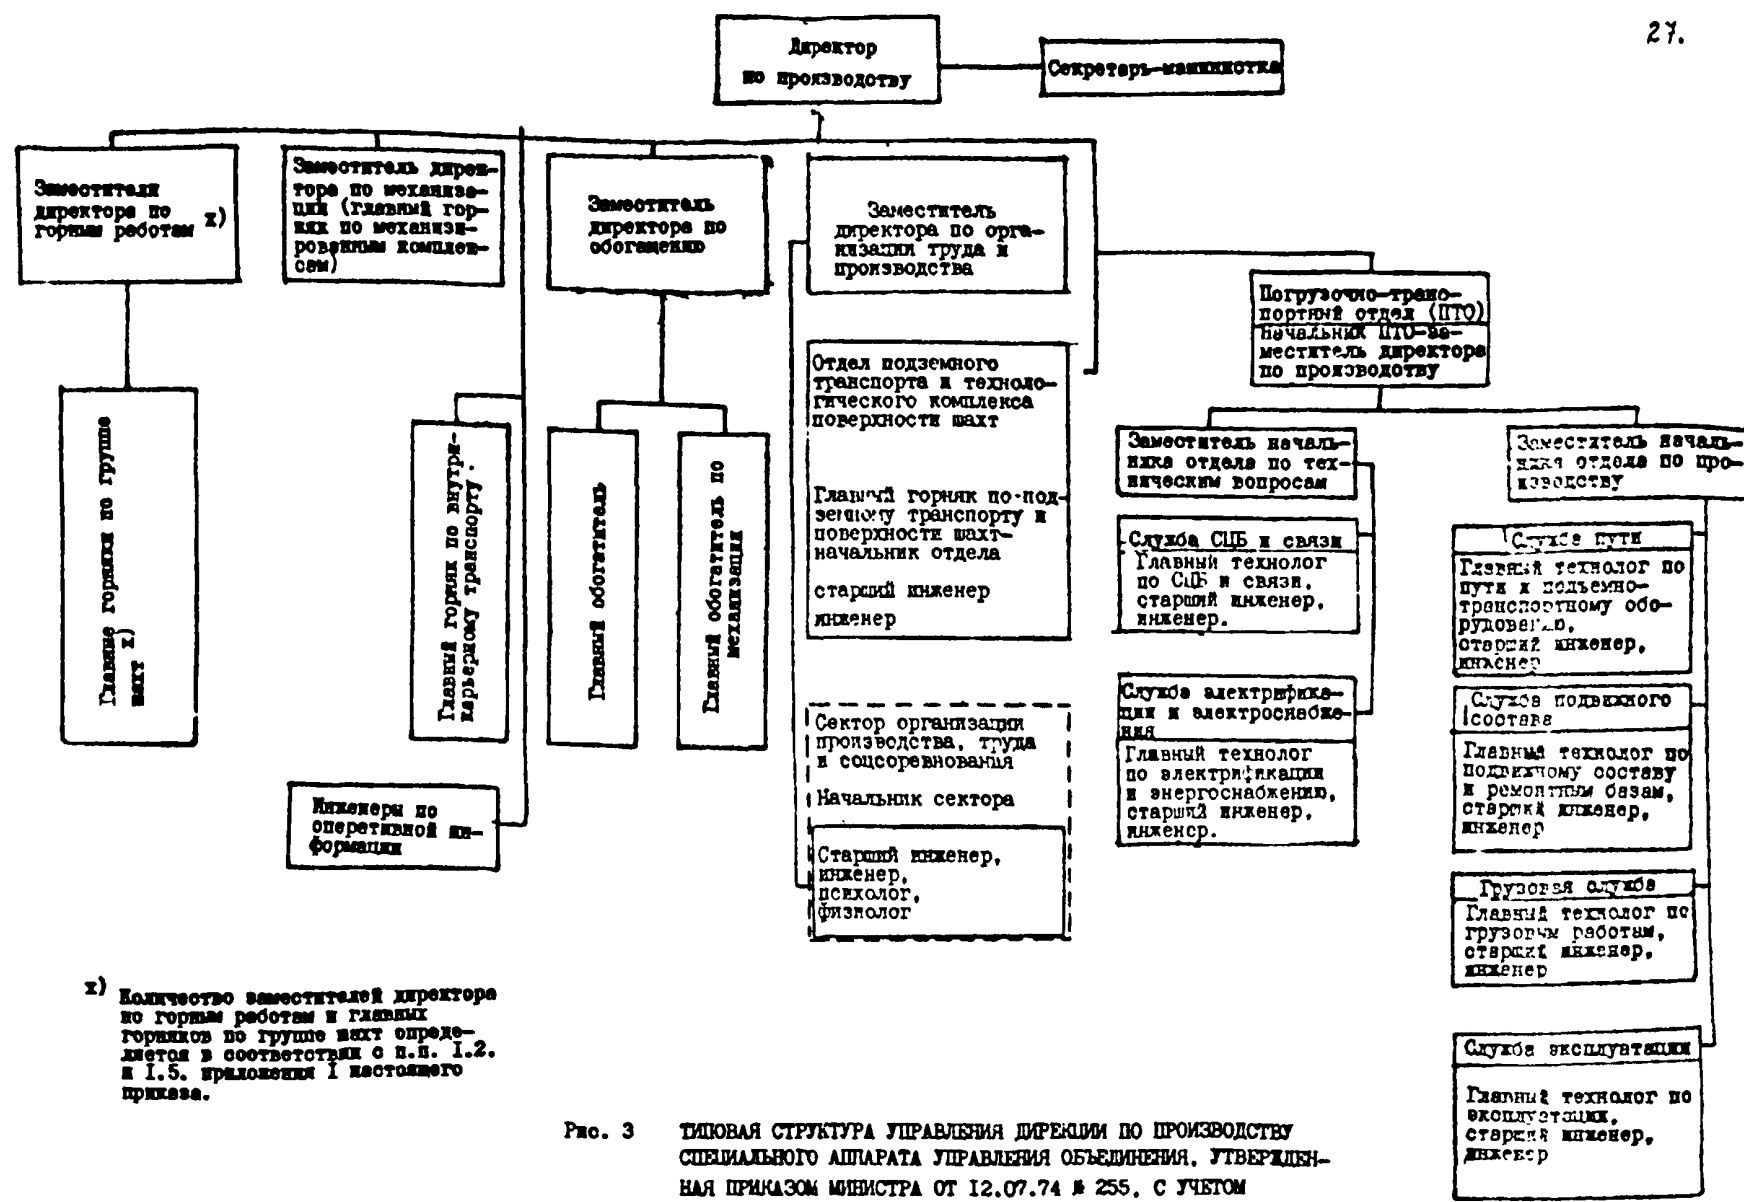 27.
Директор
по производству
Секретарь-машинистка
Заместители
директора по
горным работам х)
Заместитель дирек-
тора по механиза-
ции (главный гор-
няк по механизи-
рованным комплек-
сам)
Заместитель
директора по
обогащению
Заместитель
директора по орга-
низации труда и
производства
Погрузочно-транс-
портный отдел (ПТО)
Начальник ПТО-за-
меститель директора
по производству
Главные горняки по группе
шахт х)
Главный горняк по внутри-
карьерному транспорту.
Главный обогатитель
Главный обогатитель по
механизации
Инженеры по
оперативной ин-
формации
Отдел подземного
транспорта и техноло-
гического комплекса
поверхности шахт
Главный горняк по под-
земному транспорту и
поверхности шахт-
начальник отдела
старший инженер
инженер
Сектор организации
производства, труда
и соцсоревнования
Начальник сектора
Старший инженер,
инженер,
психолог,
физиолог
Заместитель началь-
ника отдела по тех-
ническим вопросам
Служба СЦБ и связи
Главный технолог
по СЦБ и связи,
старший инженер,
инженер.
Служба электрифика-
ции и электроснабже-
ния
Главный технолог
по электрификации
и энергоснабжению,
старший инженер,
инженер.
Заместитель началь-
ника отдела по про-
изводству
Служба пути
Главный технолог по
пути и подъемно-
транспортному обо-
рудованию,
старший инженер,
инженер
Служба подвижного
состава
Главный технолог по
подвижному составу
и ремонтным базам,
старший инженер,
инженер
Грузовая служба
Главный технолог по
грузовым работам,
старший инженер,
инженер
Служба эксплуатации
Главный технолог по
эксплуатации,
старший инженер,
инженер
х) Количество заместителей директора
по горным работам и главных
горняков по группе шахт опреде-
ляется в соответствии с п.п. I.2.
и I.5. приложения I настоящего
приказа.
Рис. 3 ТИПОВАЯ СТРУКТУРА УПРАВЛЕНИЯ ДИРЕКЦИИ ПО ПРОИЗВОДСТВУ
СПЕЦИАЛЬНОГО АППАРАТА УПРАВЛЕНИЯ ОБЪЕДИНЕНИЯ, УТВЕРЖДЕН-
НАЯ ПРИКАЗОМ МИНИСТРА ОТ I2.07.74 № 255, С УЧЕТОМ